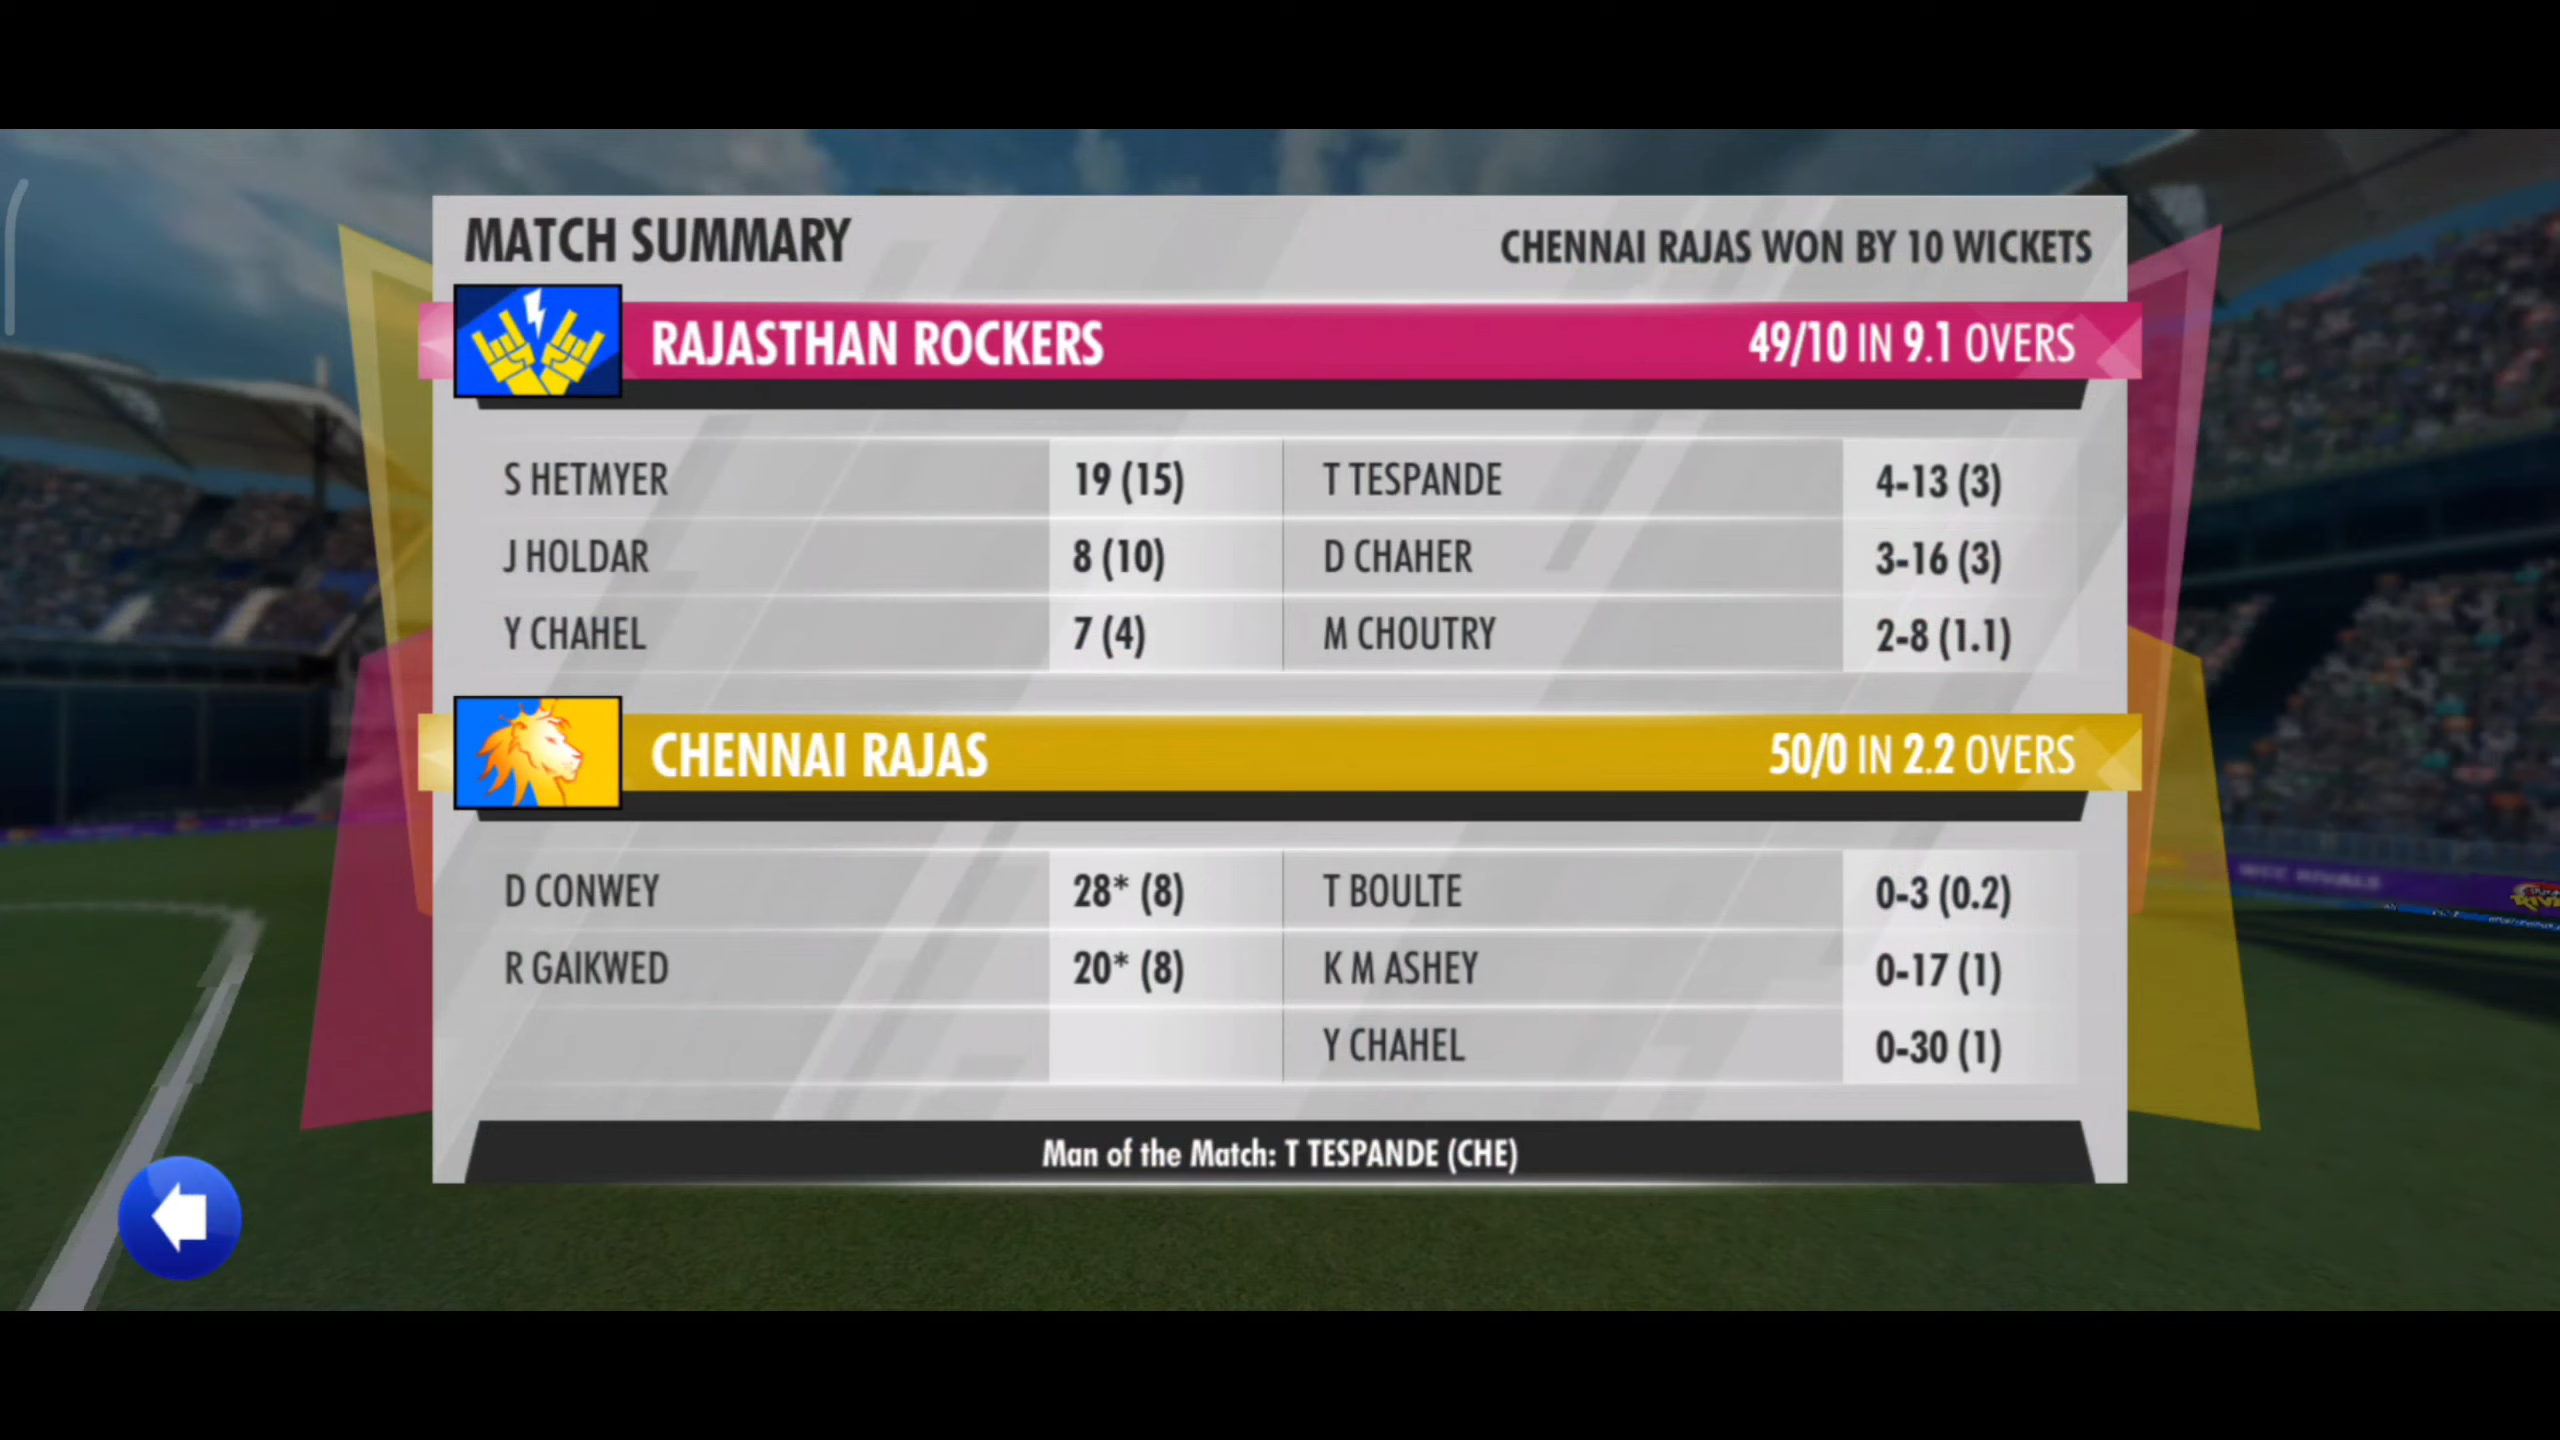 MATCH SUMMARY
CHENNAI RAJAS WON BY 10 WICKETS
RAJASTHAN ROCKERS 49/10 IN 9.1 OVERS
S HETMYER 19 (15) T TESPANDE 4-13 (3)
J HOLDAR 8 (10) D CHAHER 3-16 (3)
Y CHAHEL 7 (4) M CHOUTRY 2-8 (1.1)
CHENNAI RAJAS 50/0 IN 2.2 OVERS
D CONWEY 28* (8) T BOULTE 0-3 (0.2)
R GAIKWED 20* (8) K M ASHEY 0-17 (1)
Y CHAHEL 0-30 (1)
Man of the Match: T TESPANDE (CHE)
WCC RIVALS